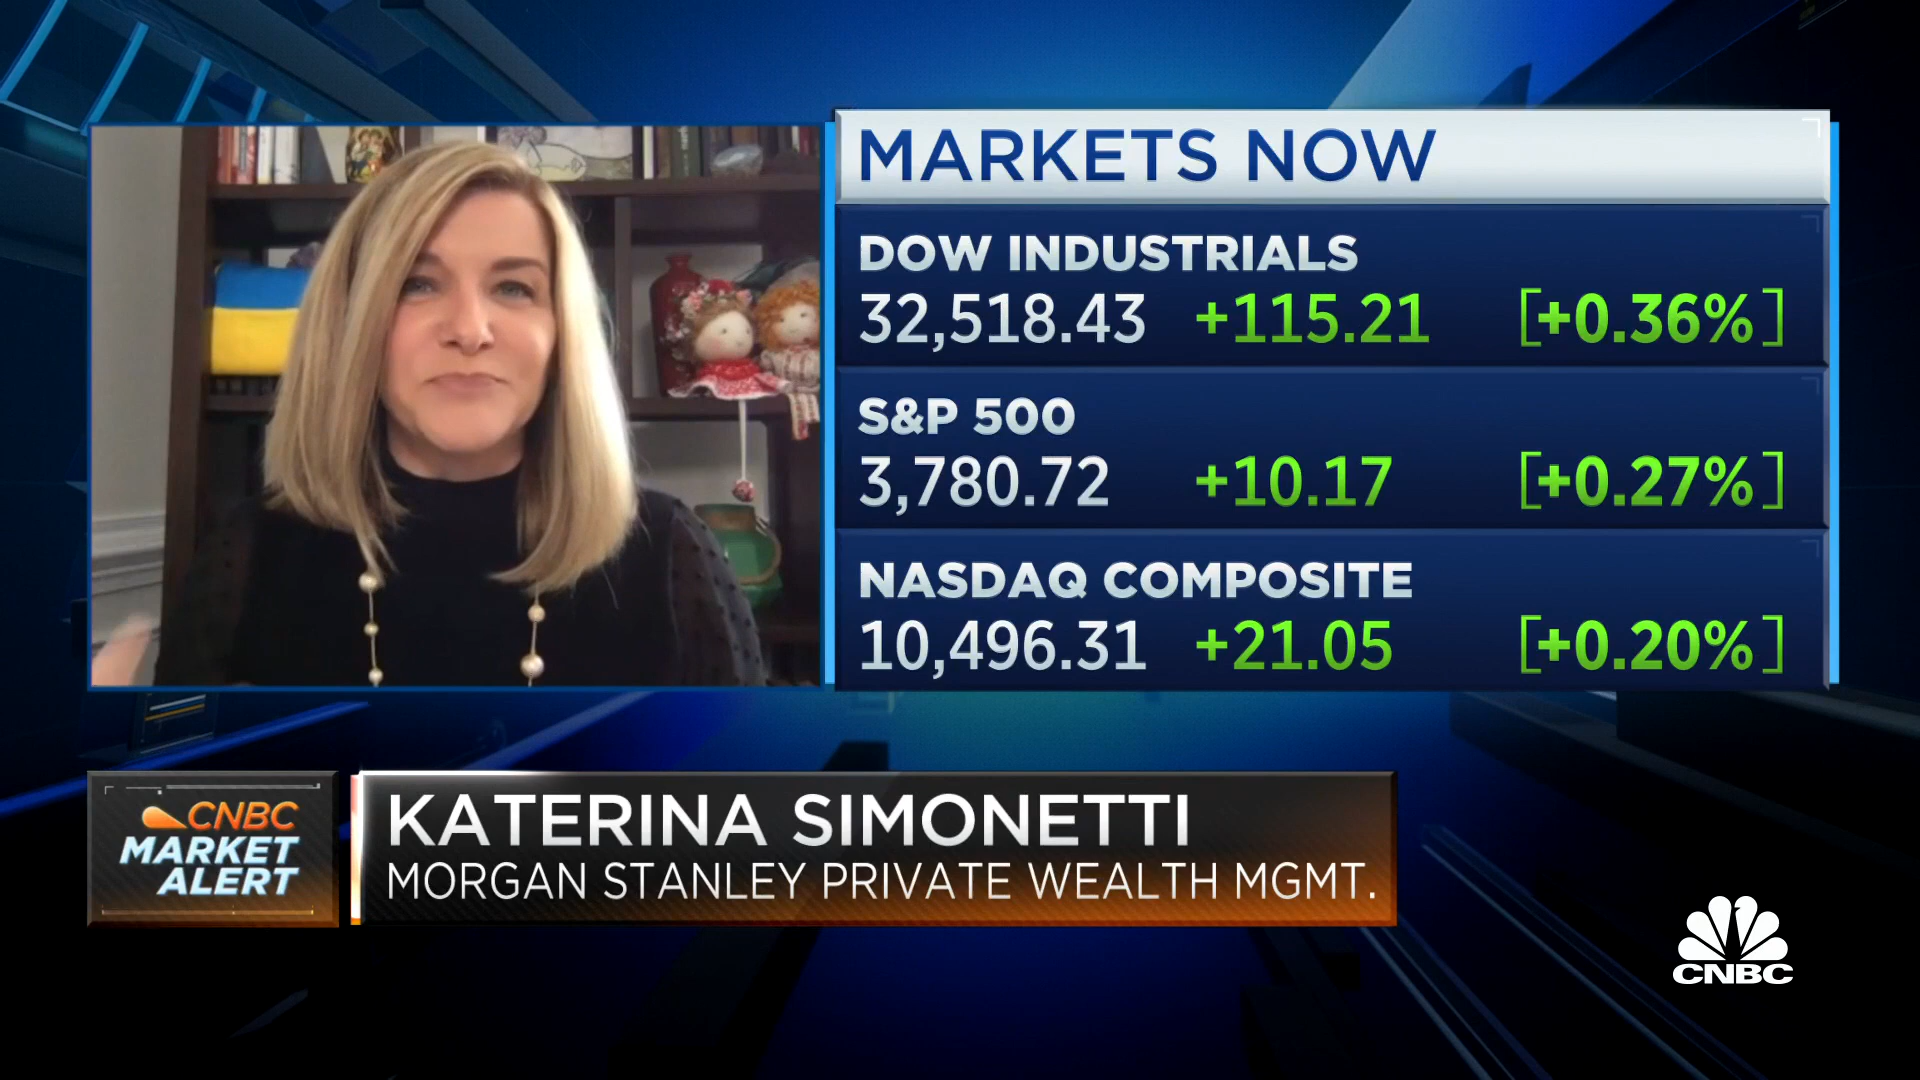 MARKETS NOW
DOW INDUSTRIALS
32,518.43 +115.21 [+0.36%]
S&P 500
3,780.72 +10.17 [+0.27%]
NASDAQ COMPOSITE
10,496.31 +21.05 [+0.20%]
CNBC
MARKET
ALERT
KATERINA SIMONETTI
MORGAN STANLEY PRIVATE WEALTH MGMT.
CNBC